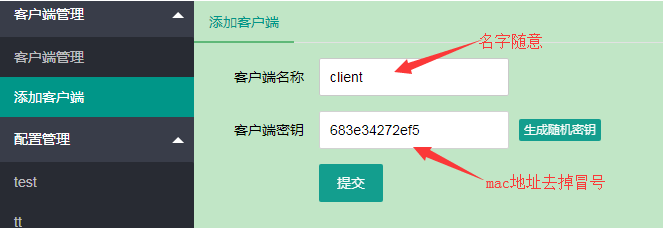 客户端管理
客户端管理
添加客户端
配置管理
test
tt
添加客户端
名字随意
客户端名称
client
客户端密钥
683e34272ef5
生成随机密钥
提交
mac地址去掉冒号